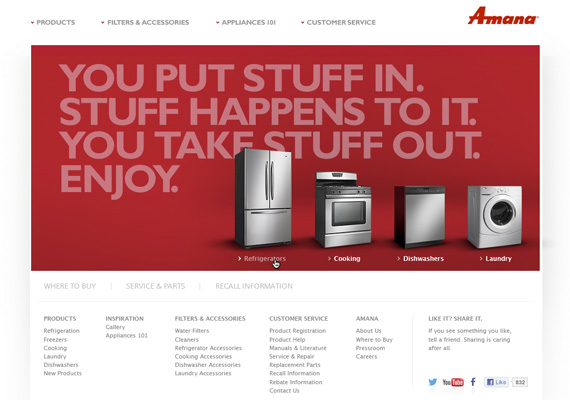 PRODUCTS FILTERS & ACCESSORIES APPLIANCES 101 CUSTOMER SERVICE
Amana
YOU PUT STUFF IN.
STUFF HAPPENS TO IT.
YOU TAKE STUFF OUT.
ENJOY.
Refrigerators Cooking Dishwashers Laundry
WHERE TO BUY | SERVICE & PARTS | RECALL INFORMATION
PRODUCTS
Refrigeration
Freezers
Cooking
Laundry
Dishwashers
New Products
INSPIRATION
Gallery
Appliances 101
FILTERS & ACCESSORIES
Water Filters
Cleaners
Refrigerator Accessories
Cooking Accessories
Dishwasher Accessories
Laundry Accessories
CUSTOMER SERVICE
Product Registration
Product Help
Manuals & Literature
Service & Repair
Replacement Parts
Recall Information
Rebate Information
Contact Us
AMANA
About Us
Where to Buy
Pressroom
Careers
LIKE IT? SHARE IT.
If you see something you like,
tell a friend. Sharing is caring
after all.
YouTube f Like 832